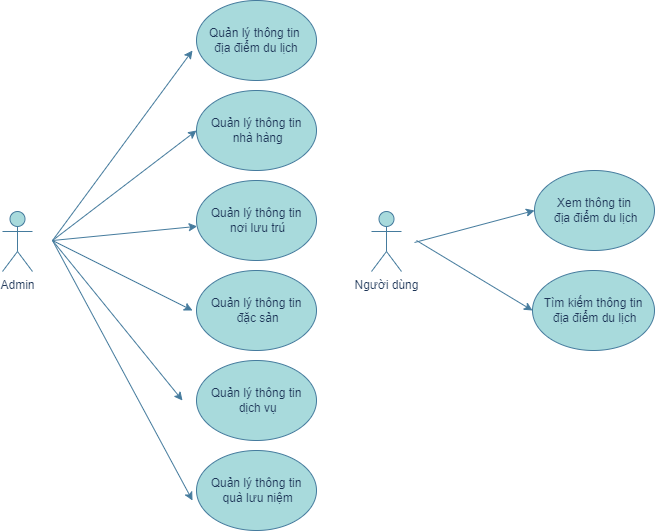 Quản lý thông tin
địa điểm du lịch
Quản lý thông tin
nhà hàng
Quản lý thông tin
nơi lưu trú
Quản lý thông tin
đặc sản
Quản lý thông tin
dịch vụ
Quản lý thông tin
quà lưu niệm
Admin
Người dùng
Xem thông tin
địa điểm du lịch
Tìm kiếm thông tin
địa điểm du lịch